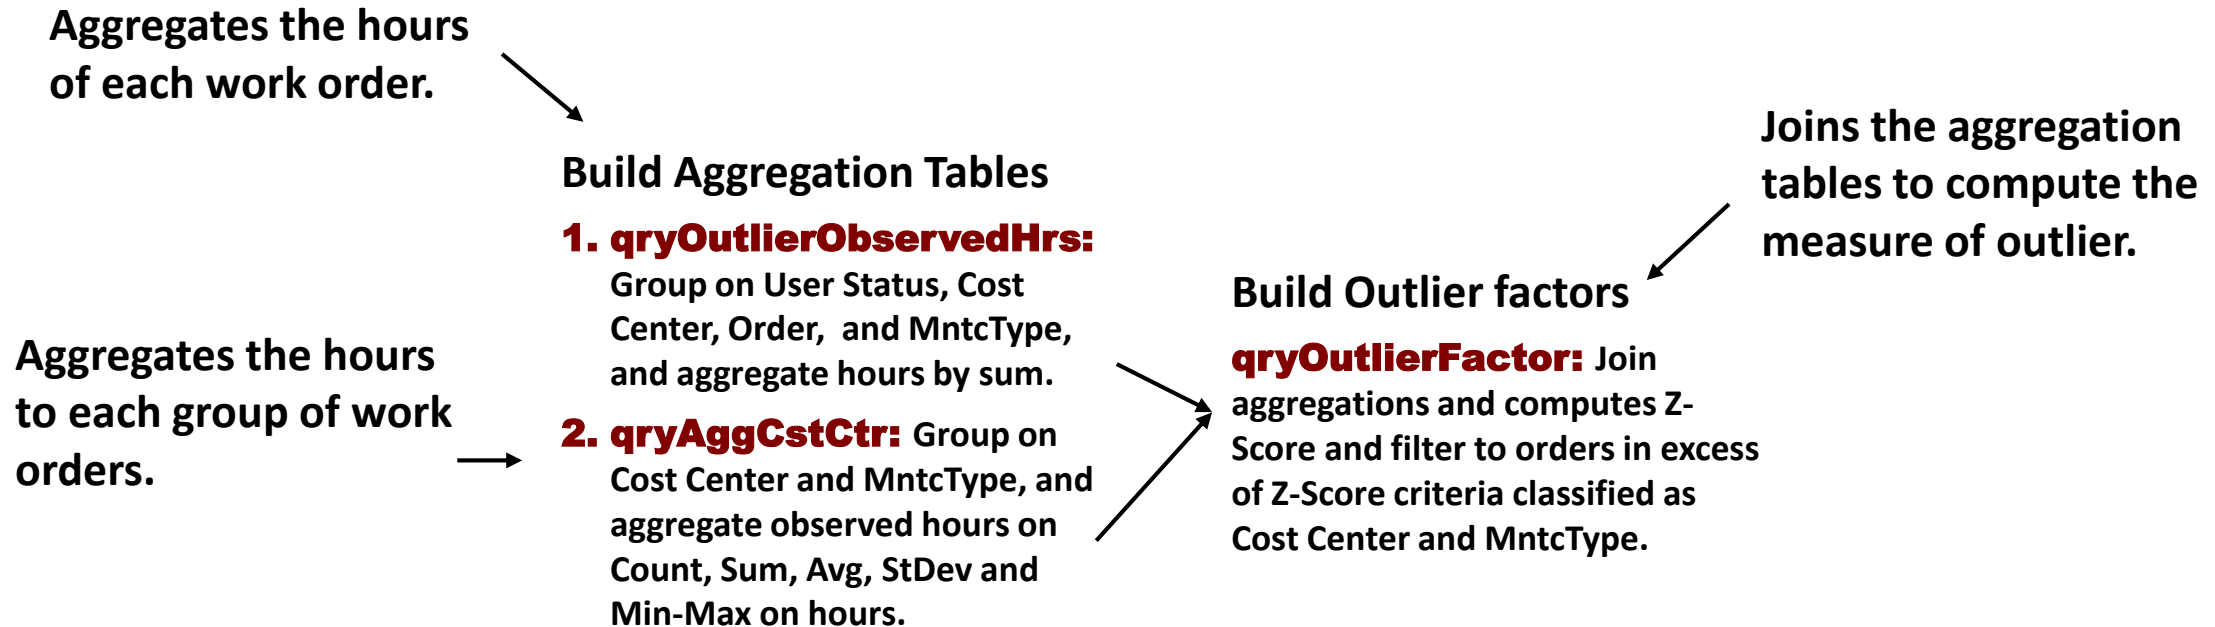 Aggregates the hours
of each work order.
Aggregates the hours
to each group of work
orders.
Build Aggregation Tables
1. qryOutlierObservedHrs:
Group on User Status, Cost
Center, Order, and MntcType,
and aggregate hours by sum.
2. qryAggCstCtr: Group on
Cost Center and MntcType, and
aggregate observed hours on
Count, Sum, Avg, StDev and
Min-Max on hours.
Joins the aggregation
tables to compute the
measure of outlier.
Build Outlier factors
qryOutlierFactor: Join
aggregations and computes Z-
Score and filter to orders in excess
of Z-Score criteria classified as
Cost Center and MntcType.